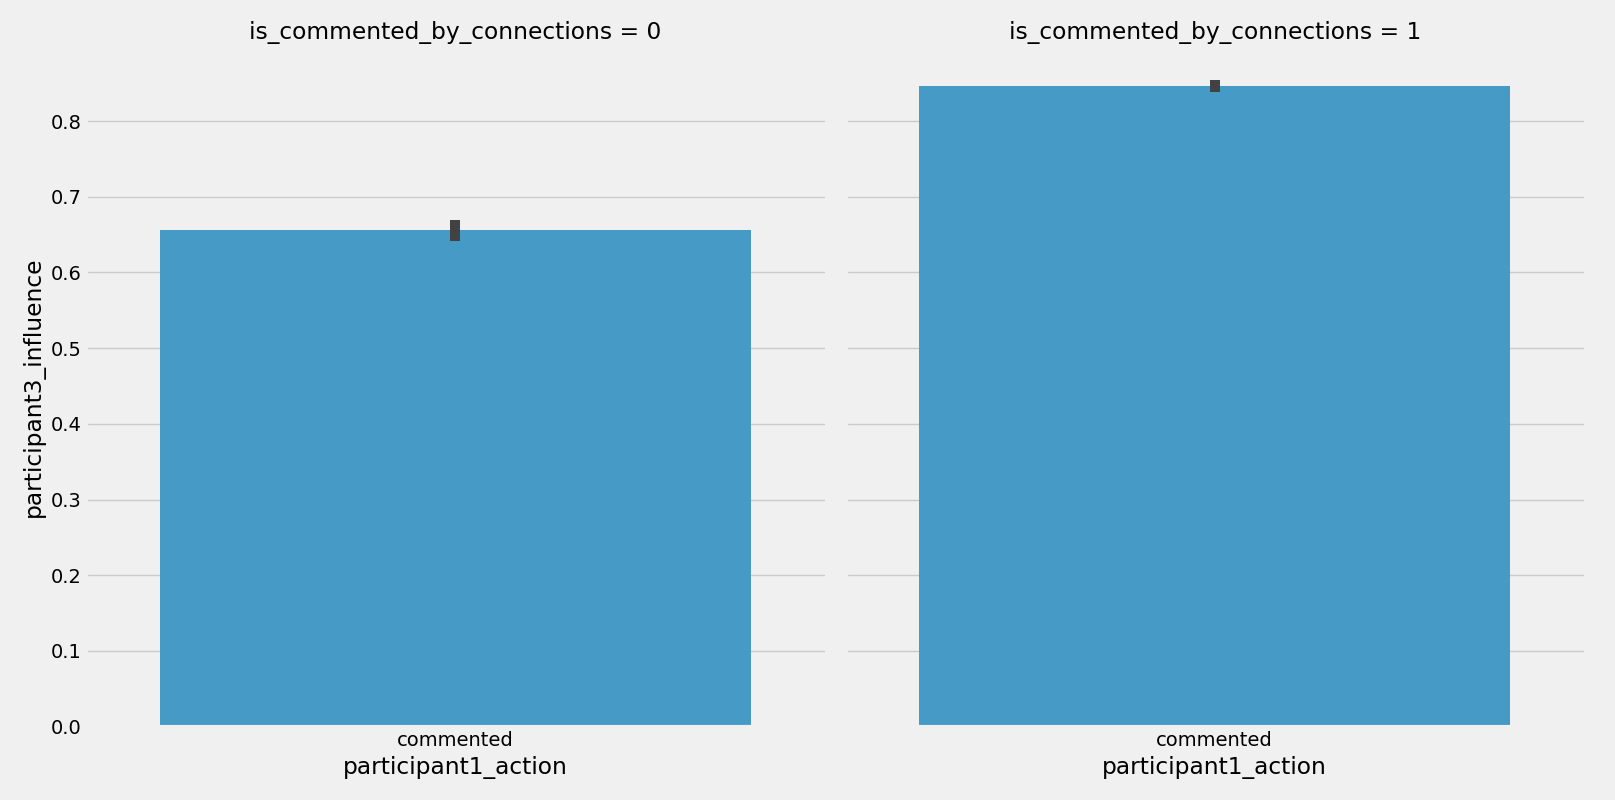 is_commented_by_connections = 0
is_commented_by_connections = 1
participant3_influence
0.8
0.7
0.6
0.5
0.4
0.3
0.2
0.1
0.0
commented
commented
participant1_action
participant1_action